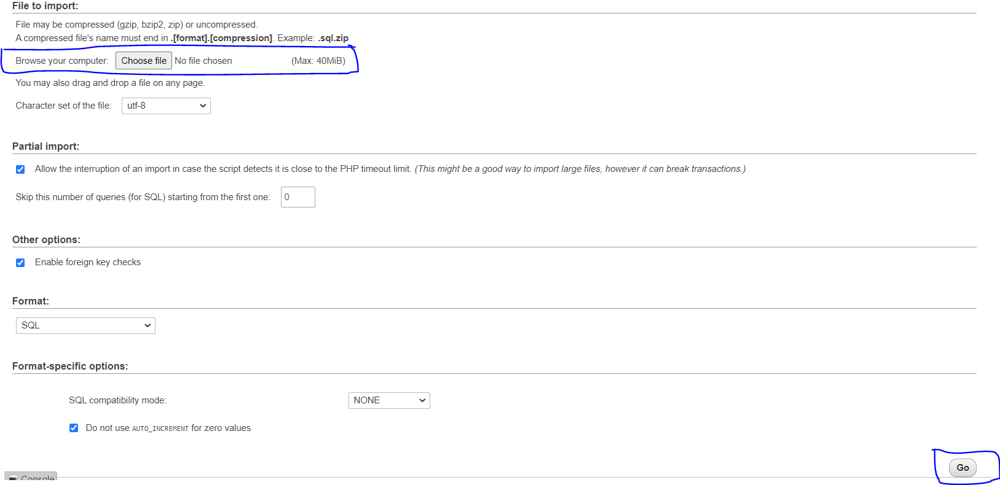 File to import:
File may be compressed (gzip, bzip2, zip) or uncompressed.
A compressed file's name must end in .[format].[compression]. Example: .sql.zip
Browse your computer: Choose file No file chosen (Max: 40MiB)
You may also drag and drop a file on any page.
Character set of the file: utf-8
Partial import:
Allow the interruption of an import in case the script detects it is close to the PHP timeout limit. (This might be a good way to import large files, however it can break transactions.)
Skip this number of queries (for SQL) starting from the first one: 0
Other options:
Enable foreign key checks
Format:
SQL
Format-specific options:
SQL compatibility mode: NONE
Do not use AUTO_INCREMENT for zero values
Go
Console